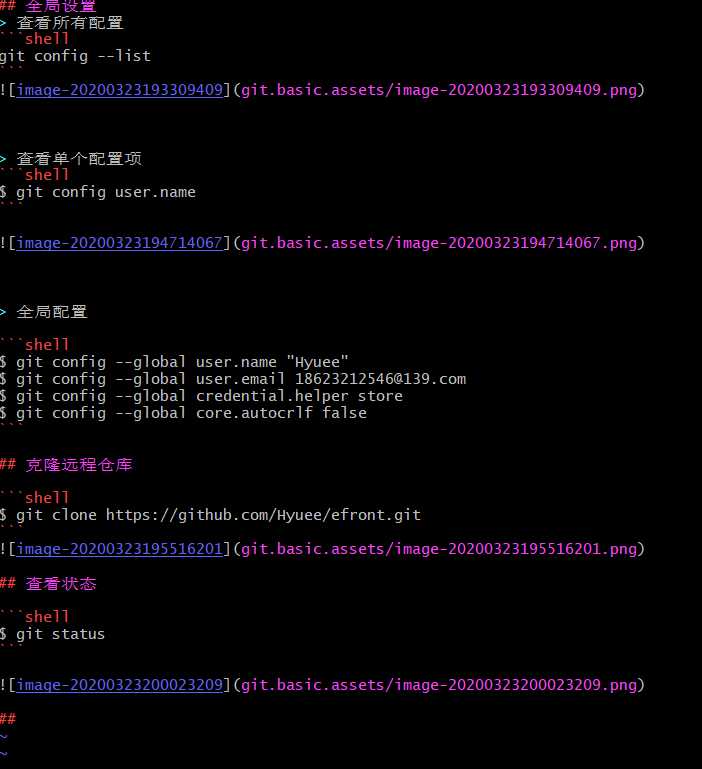 ## 全局设置
> 查看所有配置
```shell
git config --list
```
![image-20200323193309409](git.basic.assets/image-20200323193309409.png)
> 查看单个配置项
```shell
$ git config user.name
```
![image-20200323194714067](git.basic.assets/image-20200323194714067.png)
> 全局配置
```shell
$ git config --global user.name "Hyuee"
$ git config --global user.email 18623212546@139.com
$ git config --global credential.helper store
$ git config --global core.autocrlf false
```
## 克隆远程仓库
```shell
$ git clone https://github.com/Hyuee/efront.git
```
![image-20200323195516201](git.basic.assets/image-20200323195516201.png)
## 查看状态
```shell
$ git status
```
![image-20200323200023209](git.basic.assets/image-20200323200023209.png)
##
~
~